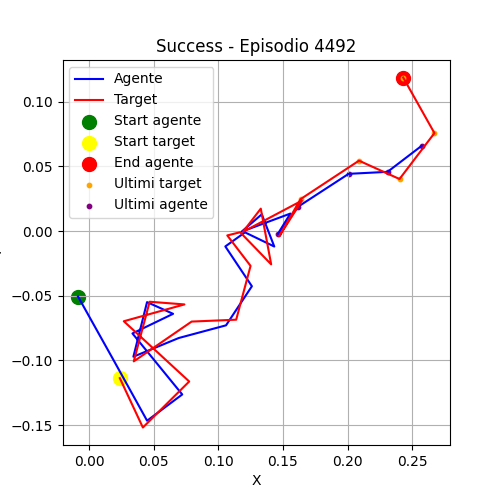 Success - Episodio 4492
Agente
Target
Start agente
Start target
End agente
Ultimi target
Ultimi agente
0.10
0.05
0.00
−0.05
−0.10
−0.15
0.00 0.05 0.10 0.15 0.20 0.25
X